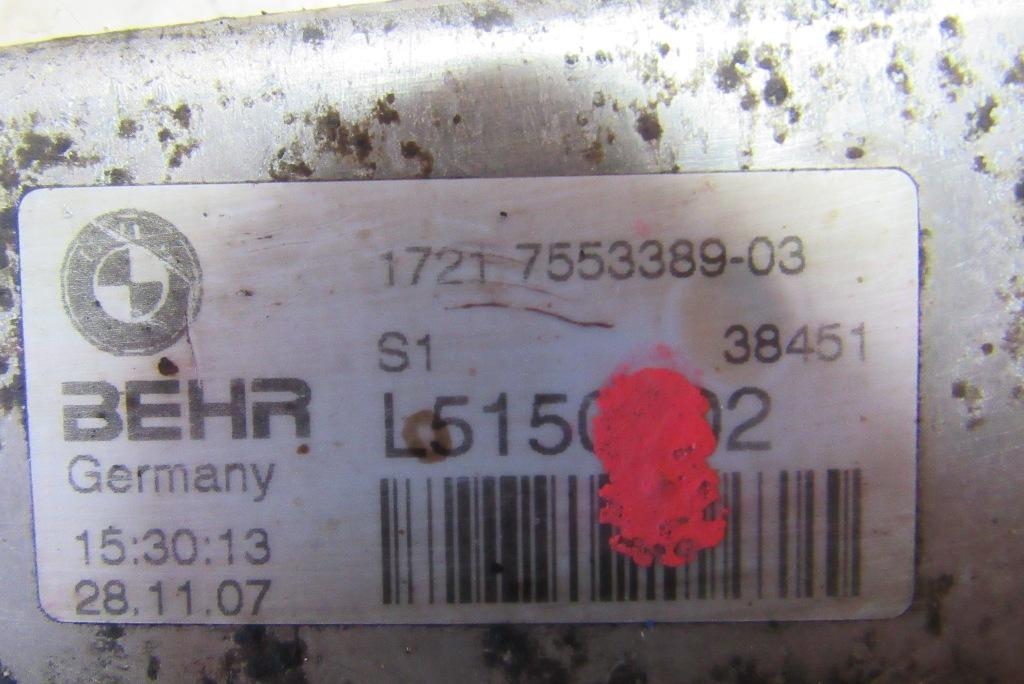 1721 7553389-03
S1 38451
BEHR
Germany
15:30:13
28.11.07